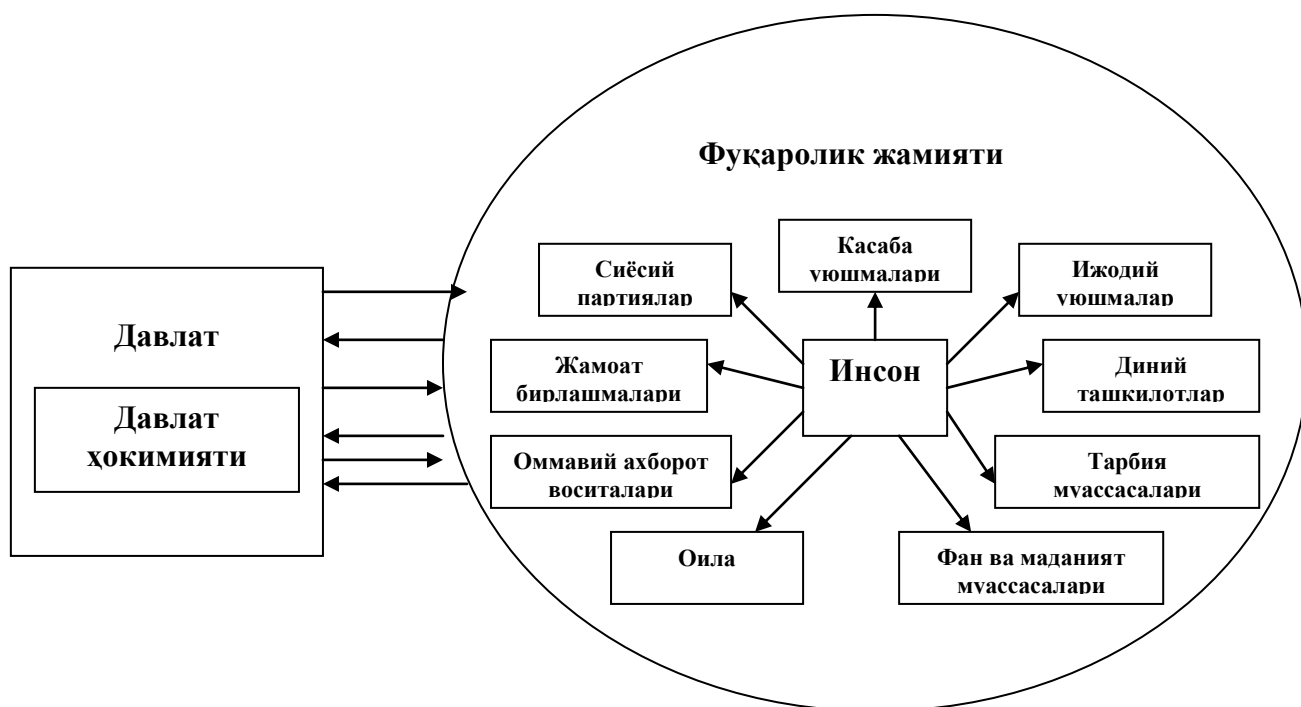 Фуқаролик жамияти
Касаба
уюшмалари
Сиёсий
партиялар
Ижодий
уюшмалар
Давлат
Жамоат
бирлашмалари
Инсон
Диний
ташкилотлар
Давлат
ҳокимияти
Оммавий ахборот
воситалари
Тарбия
муассасалари
Оила
Фан ва маданият
муассасалари